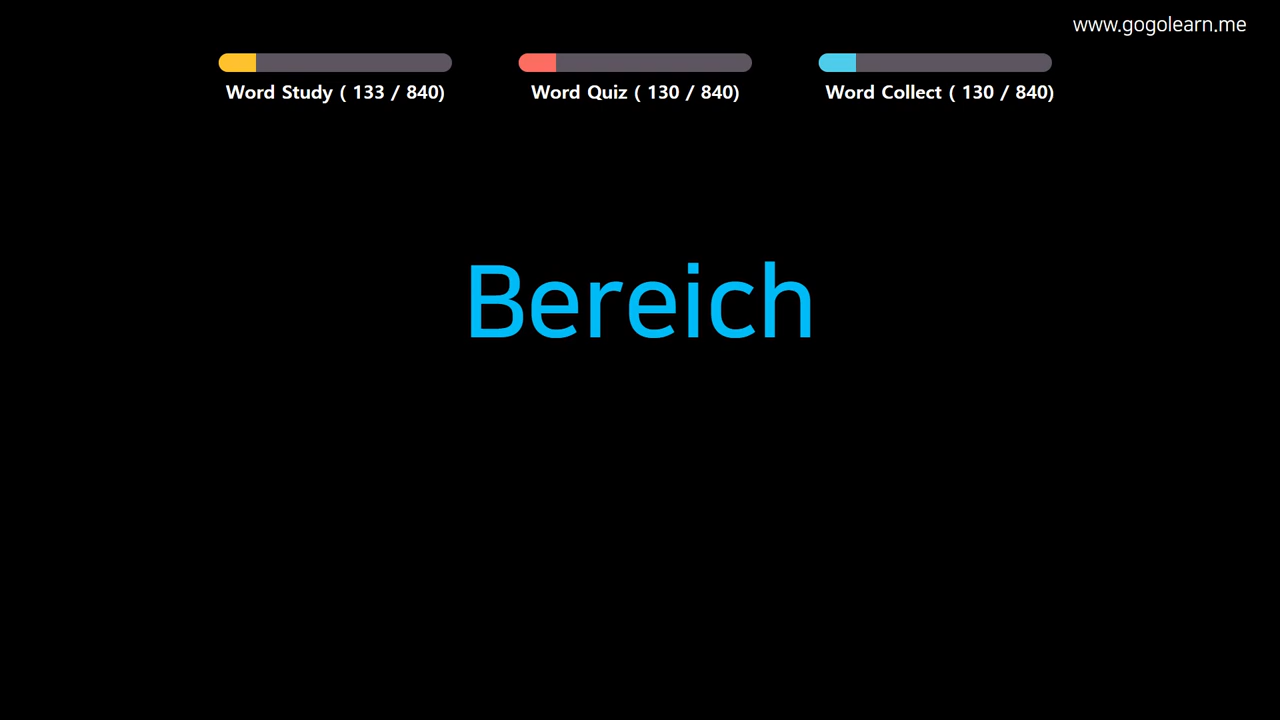 www.gogolearn.me
Word Study ( 133 / 840)
Word Quiz ( 130 / 840)
Word Collect ( 130 / 840)
Bereich